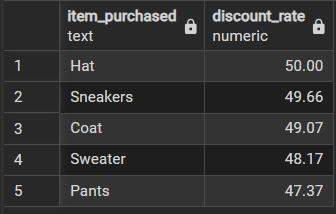 item_purchased discount_rate
text numeric
1 Hat 50.00
2 Sneakers 49.66
3 Coat 49.07
4 Sweater 48.17
5 Pants 47.37